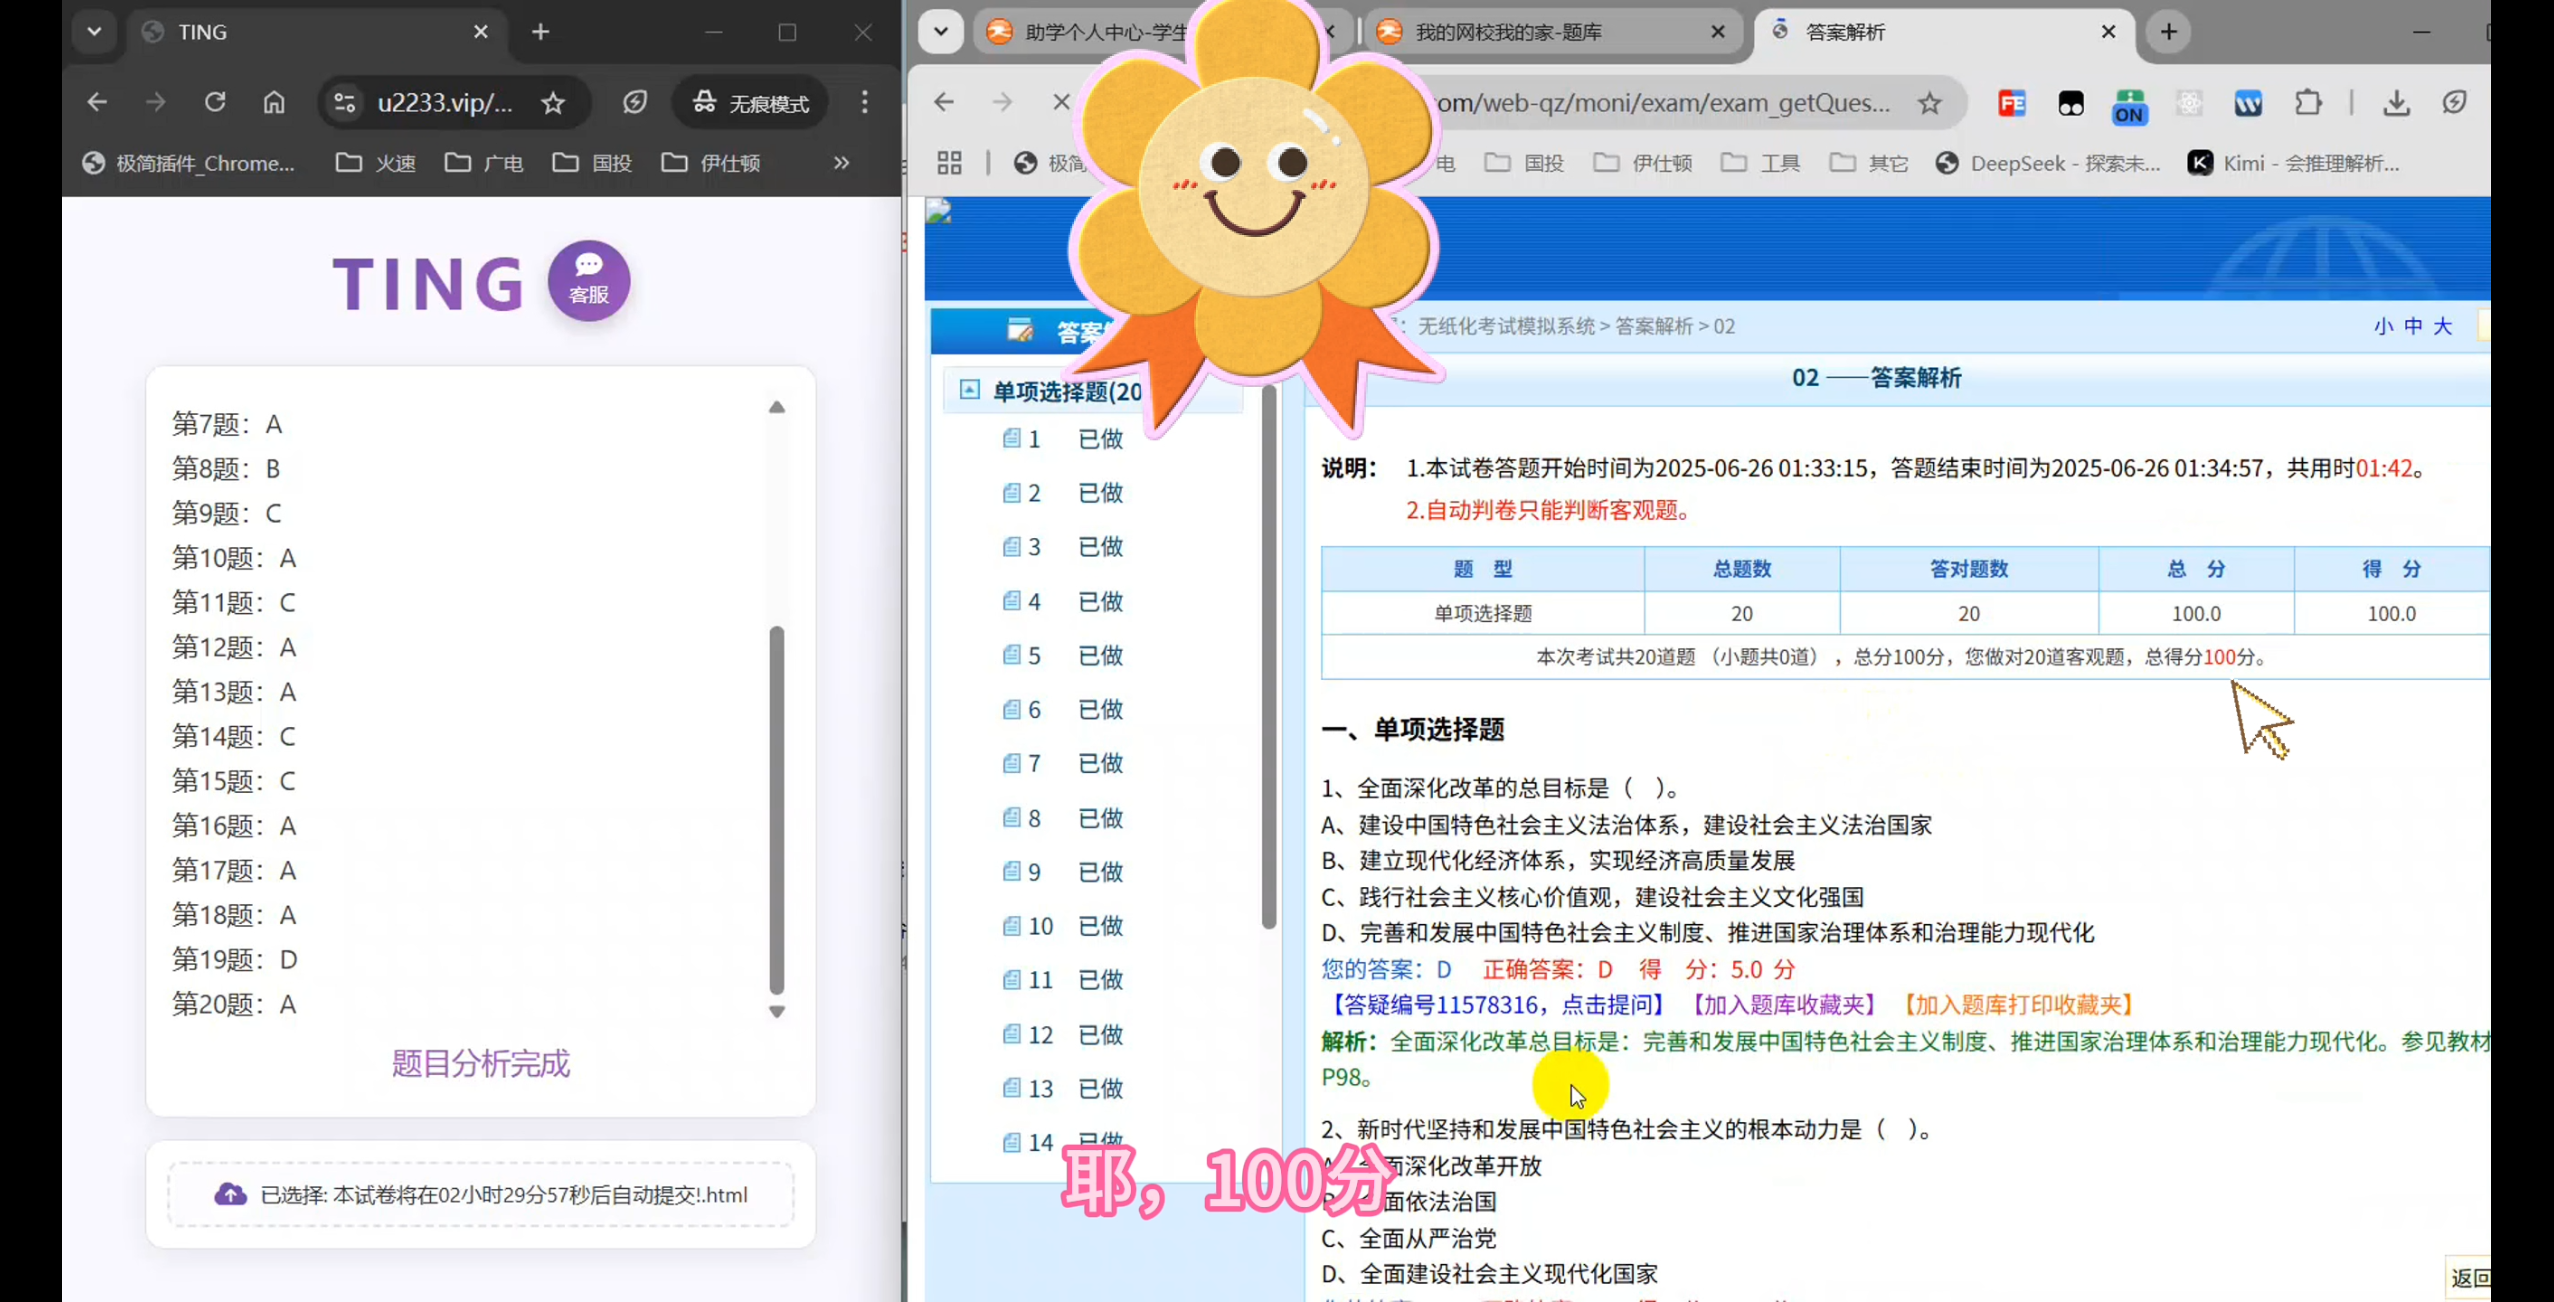 TING
u2233.vip/...
无痕模式
极简插件_Chrome...
火速
广电
国投
伊仕顿
TING
客服
第7题：A
第8题：B
第9题：C
第10题：A
第11题：C
第12题：A
第13题：A
第14题：C
第15题：C
第16题：A
第17题：A
第18题：A
第19题：D
第20题：A
题目分析完成
已选择: 本试卷将在02小时29分57秒后自动提交!.html
助学个人中心-学生
我的网校我的家-题库
答案解析
com/web-qz/moni/exam/exam_getQues...
ON
极简
电
国投
伊仕顿
工具
其它
DeepSeek - 探索未...
Kimi - 会推理解析...
答案
无纸化考试模拟系统 > 答案解析 > 02
小 中 大
单项选择题(20
1 已做
2 已做
3 已做
4 已做
5 已做
6 已做
7 已做
8 已做
9 已做
10 已做
11 已做
12 已做
13 已做
14 已做
02 ——答案解析
说明： 1.本试卷答题开始时间为2025-06-26 01:33:15，答题结束时间为2025-06-26 01:34:57，共用时01:42。
2.自动判卷只能判断客观题。
题 型 总题数 答对题数 总 分 得 分
单项选择题 20 20 100.0 100.0
本次考试共20道题 （小题共0道） ，总分100分，您做对20道客观题，总得分100分。
一、单项选择题
1、全面深化改革的总目标是（ ）。
A、建设中国特色社会主义法治体系，建设社会主义法治国家
B、建立现代化经济体系，实现经济高质量发展
C、践行社会主义核心价值观，建设社会主义文化强国
D、完善和发展中国特色社会主义制度、推进国家治理体系和治理能力现代化
您的答案：D 正确答案：D 得 分：5.0 分
【答疑编号11578316，点击提问】 【加入题库收藏夹】 【加入题库打印收藏夹】
解析：全面深化改革总目标是：完善和发展中国特色社会主义制度、推进国家治理体系和治理能力现代化。参见教材
P98。
2、新时代坚持和发展中国特色社会主义的根本动力是（ ）。
面深化改革开放
面依法治国
C、全面从严治党
D、全面建设社会主义现代化国家
返回
耶，100分